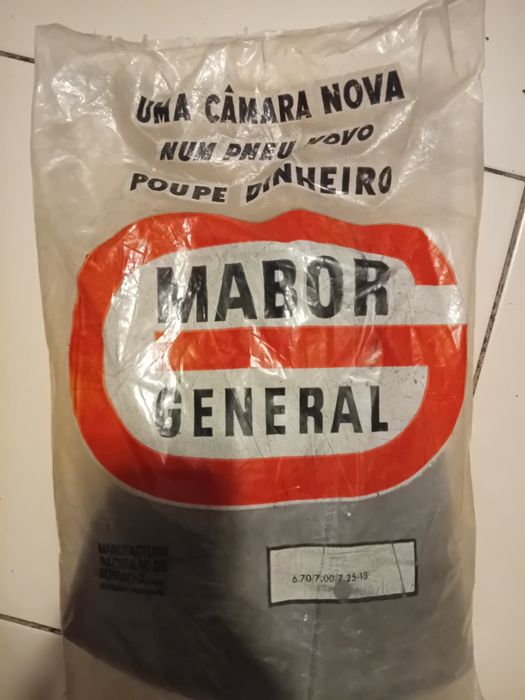 UMA CÂMARA NOVA
NUM PNEU NOVO
POUPE DINHEIRO
MABOR
GENERAL
MANUFACTURA
NACIONAL DE
BORRACHA
6.70/7.00/7.25-13